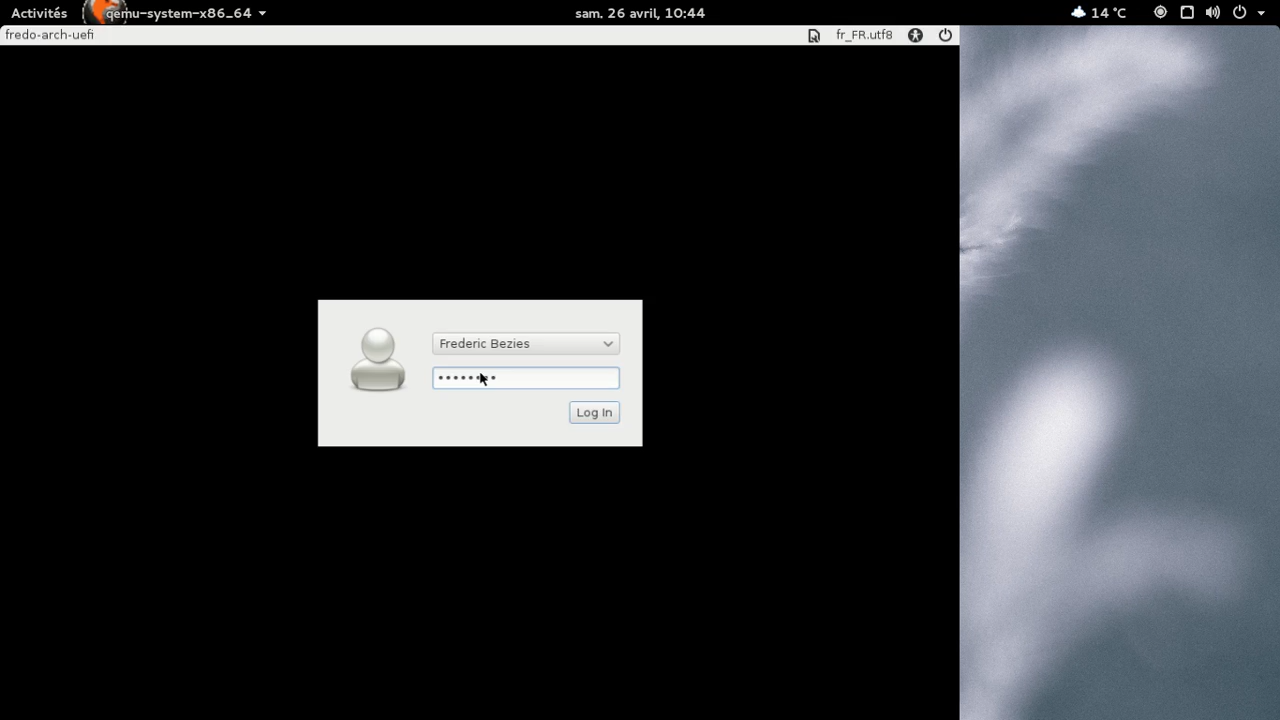 Activités qemu-system-x86_64 sam. 26 avril, 10:44 14 °C
fredo-arch-uefi fr_FR.utf8
Frederic Bezies
••••••••
Log In